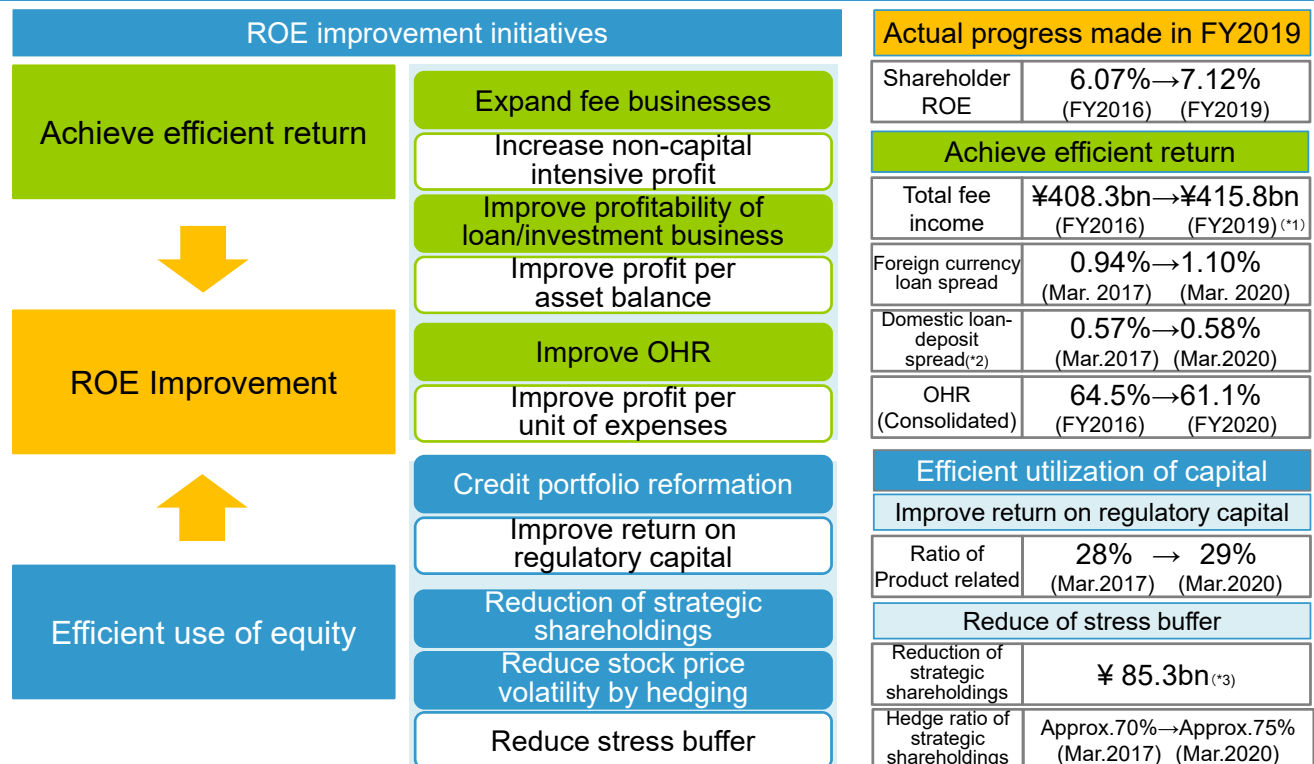 ROE improvement initiatives
Achieve efficient return
ROE Improvement
Efficient use of equity
Expand fee businesses
Increase non-capital
intensive profit
Improve profitability of
loan/investment business
Improve profit per
asset balance
Improve OHR
Improve profit per
unit of expenses
Credit portfolio reformation
Improve return on
regulatory capital
Reduction of strategic
shareholdings
Reduce stock price
volatility by hedging
Reduce stress buffer
Actual progress made in FY2019
Shareholder
ROE
6.07%→7.12%
(FY2016) (FY2019)
Achieve efficient return
Total fee
income
¥408.3bn→¥415.8bn
(FY2016) (FY2019)(*1)
Foreign currency
loan spread
0.94%→1.10%
(Mar. 2017) (Mar. 2020)
Domestic loan-
deposit
spread(*2)
0.57%→0.58%
(Mar.2017) (Mar.2020)
OHR
(Consolidated)
64.5%→61.1%
(FY2016) (FY2020)
Efficient utilization of capital
Improve return on regulatory capital
Ratio of
Product related
28% → 29%
(Mar.2017) (Mar.2020)
Reduce of stress buffer
Reduction of
strategic
shareholdings
¥ 85.3bn(*3)
Hedge ratio of
strategic
shareholdings
Approx.70%→Approx.75%
(Mar.2017) (Mar.2020)